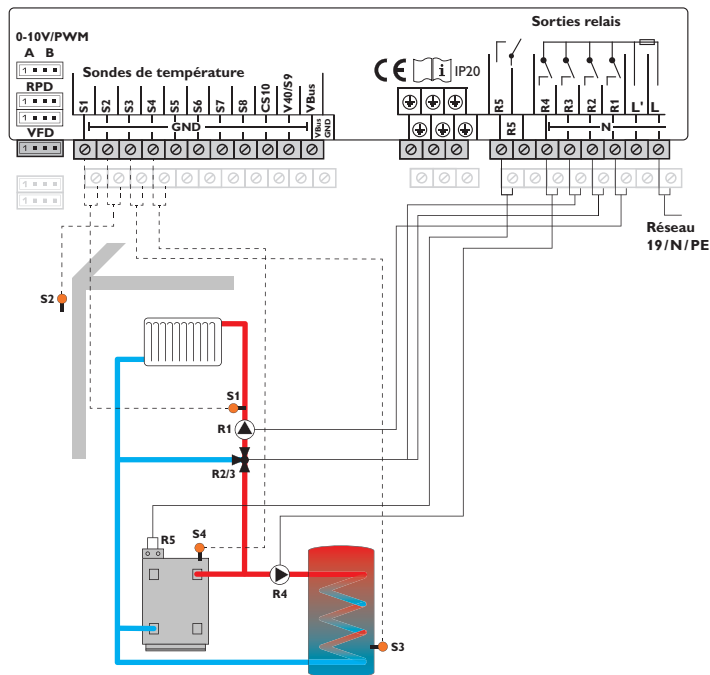 0-10V/PWM
A B
RPD
VFD
Sondes de température
S1 S2 S3 S4 S5 S6 S7 S8 CS10 V40/S9 VBus
GND
VBus GND
IP20
Sorties relais
R5 R4 R3 R2 R1 L' L
R5
N
Réseau
19/N/PE
S2
S1
R1
R2/3
R5
S4
R4
S3